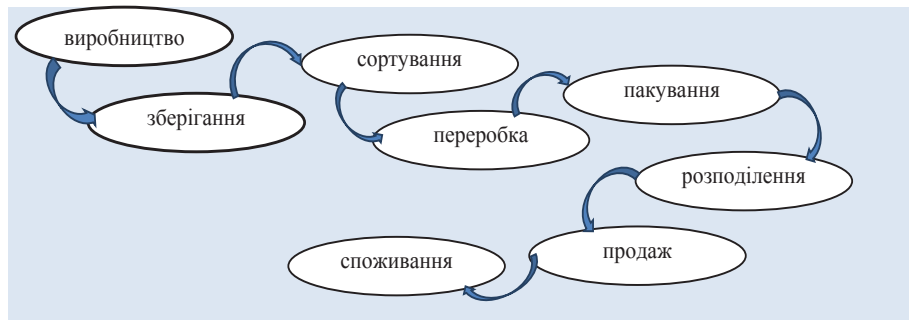 виробництво
зберігання
сортування
переробка
пакування
розподілення
продаж
споживання